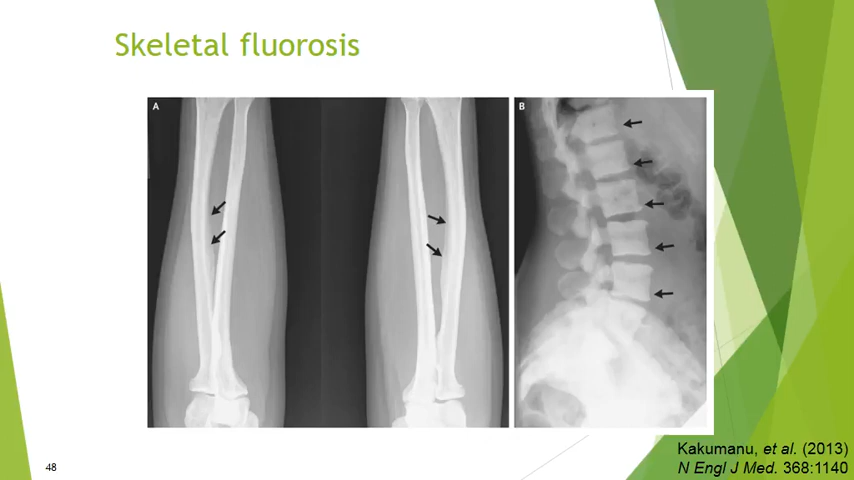 Skeletal fluorosis
A
B
48
Kakumanu, et al. (2013)
N Engl J Med. 368:1140